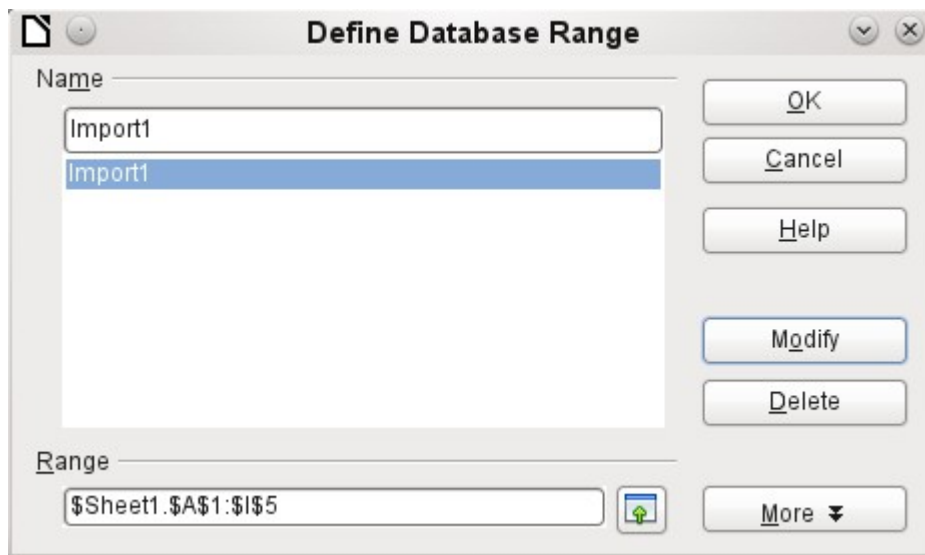 Define Database Range
Name
Import1
Import1
OK
Cancel
Help
Modify
Delete
Range
$Sheet1.$A$1:$I$5
More